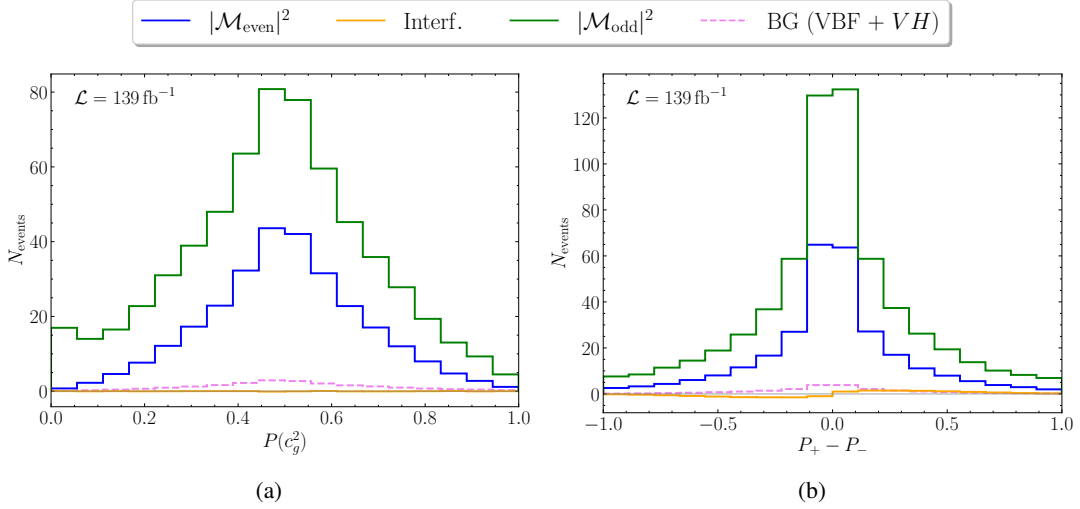 |ℳ_even|² Interf. |ℳ_odd|² BG (VBF + VH)
ℒ = 139 fb⁻¹
N_events
80
60
40
20
0
0.0 0.2 0.4 0.6 0.8 1.0
P(c_g²)
(a)
ℒ = 139 fb⁻¹
N_events
120
100
80
60
40
20
0
−1.0 −0.5 0.0 0.5 1.0
P₊ − P₋
(b)